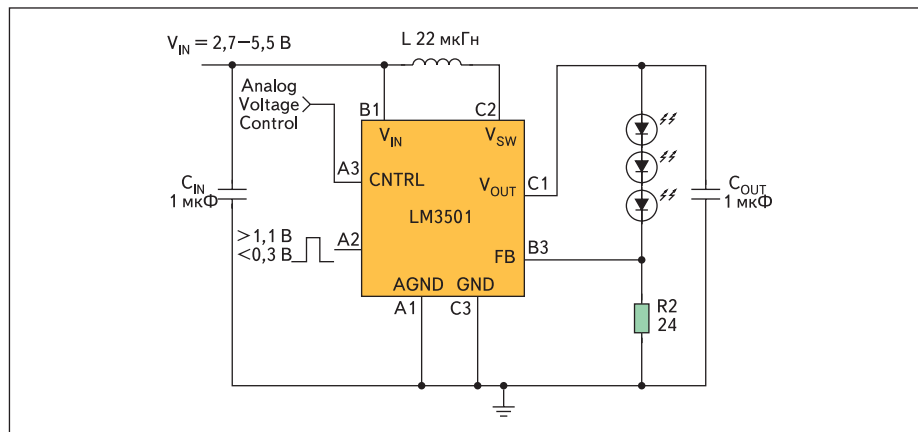 V_IN = 2,7–5,5 В
L 22 мкГн
Analog
Voltage
Control
B1
C2
V_IN
V_SW
A3
CNTRL
V_OUT
C1
C_IN
1 мкФ
C_OUT
1 мкФ
LM3501
>1,1 В
<0,3 В
A2
FB
B3
AGND
GND
A1
C3
R2
24